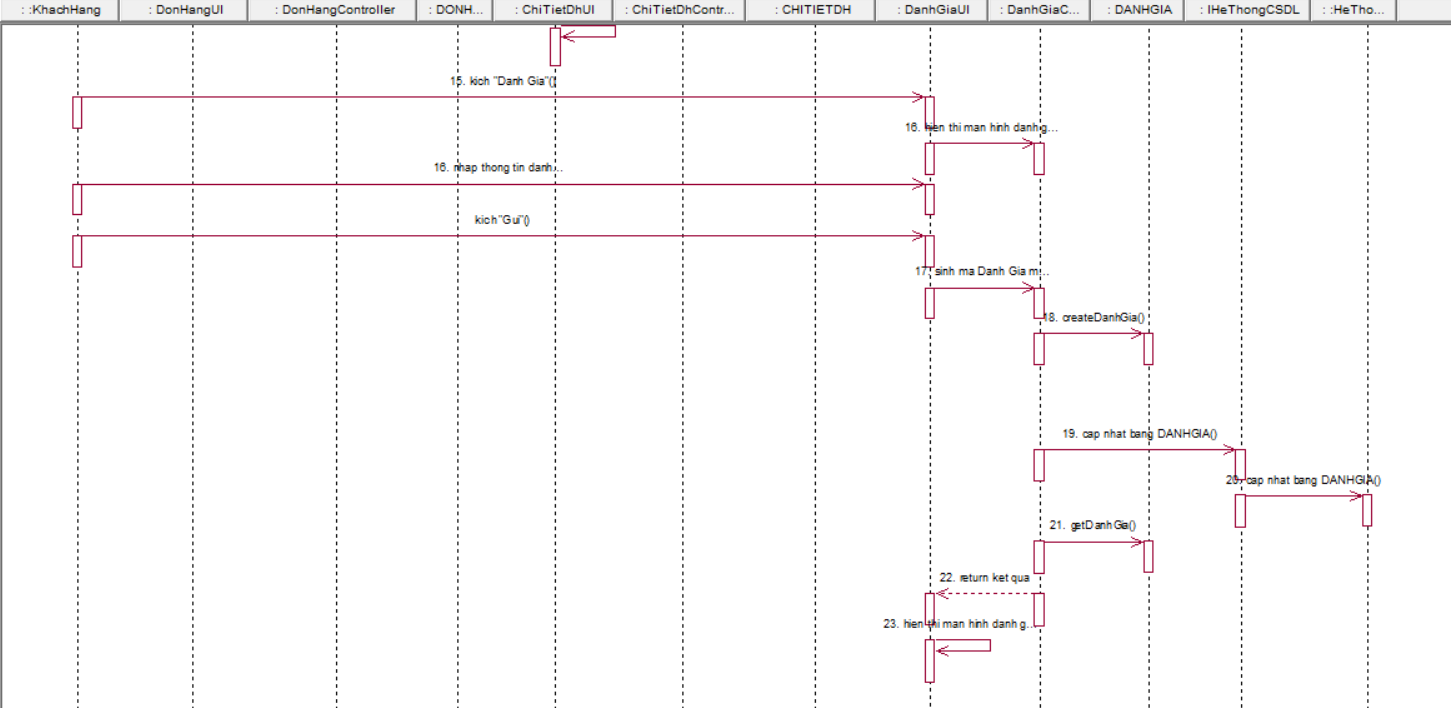 : :KhachHang
: DonHangUI
: DonHangController
: DONH...
: ChiTietDhUI
: ChiTietDhContr...
: CHITIETDH
: DanhGiaUI
: DanhGiaC...
: DANHGIA
: IHeThongCSDL
: :HeTho...
15. kich "Danh Gia"()
16. hien thi man hinh danh g...
16. nhap thong tin danh...
kich"Gui"()
17. sinh ma Danh Gia m...
18. createDanhGia()
19. cap nhat bang DANHGIA()
20. cap nhat bang DANHGIA()
21. getDanhGia()
22. return ket qua
23. hien thi man hinh danh g...